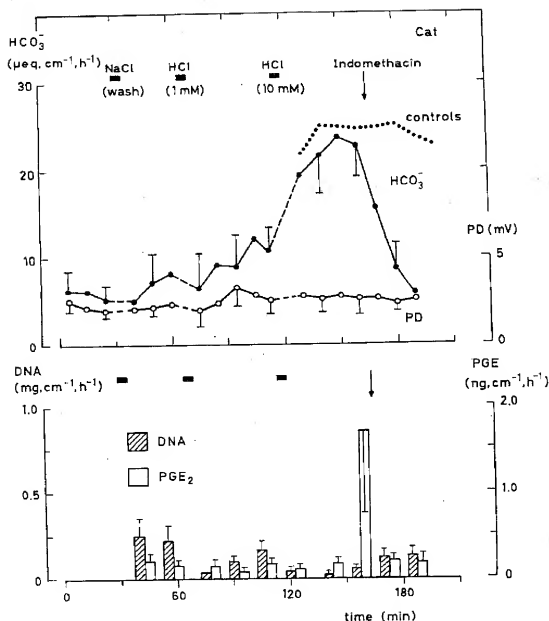 Cat
HCO₃⁻
(µeq. cm⁻¹, h⁻¹)
NaCl
(wash)
HCl
(1 mM)
HCl
(10 mM)
Indomethacin
controls
HCO₃⁻
PD (mV)
PD
30
20
10
0
5
0
DNA
(mg, cm⁻¹, h⁻¹)
PGE
(ng, cm⁻¹, h⁻¹)
DNA
PGE₂
1.0
0.5
0
2.0
1.0
0
0
60
120
180
time (min)